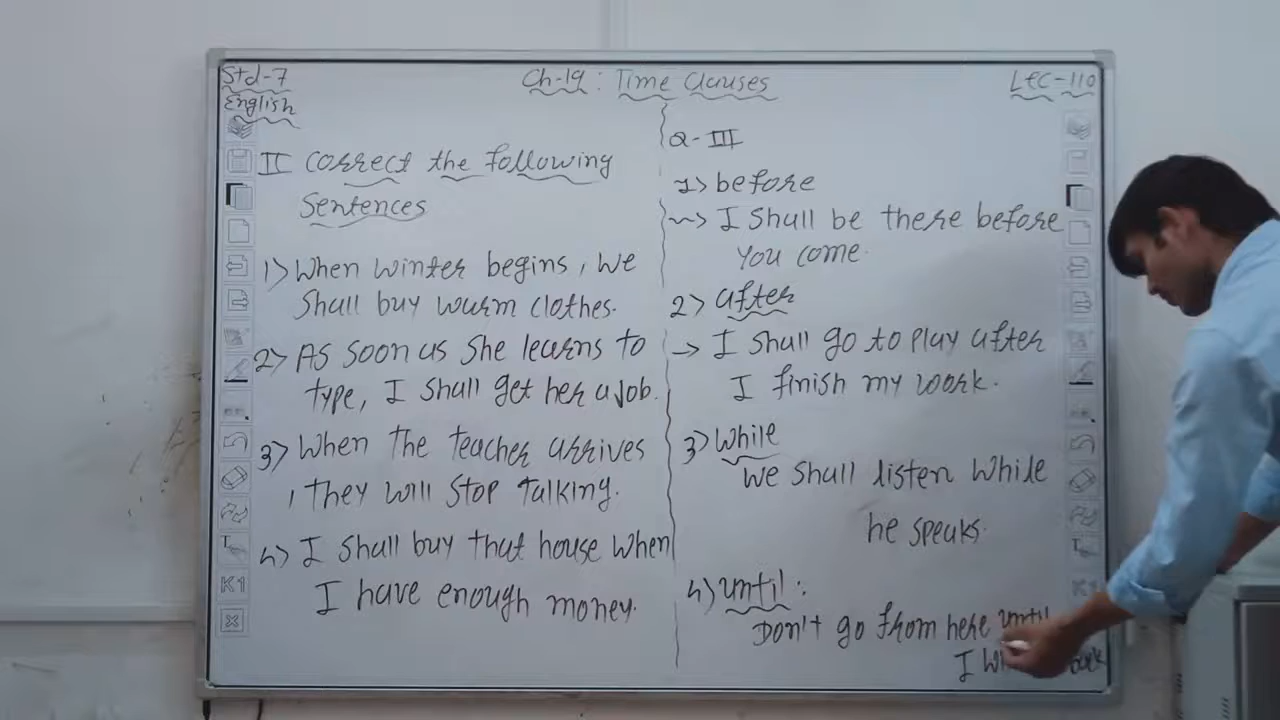 Std-7
English
Ch-19 : Time Clauses
Lec-110
II Correct the following
Sentences
1) When winter begins, we
Shall buy warm clothes.
2) As soon as she learns to
type, I shall get her a job.
3) When the teacher arrives
, they will stop talking.
4) I shall buy that house when
I have enough money.
Q-III
1) before
I shall be there before
you come.
2) after
→ I shall go to play after
I finish my work.
3) While
We shall listen while
he speaks.
4) until :
Don't go from here until
I
K1